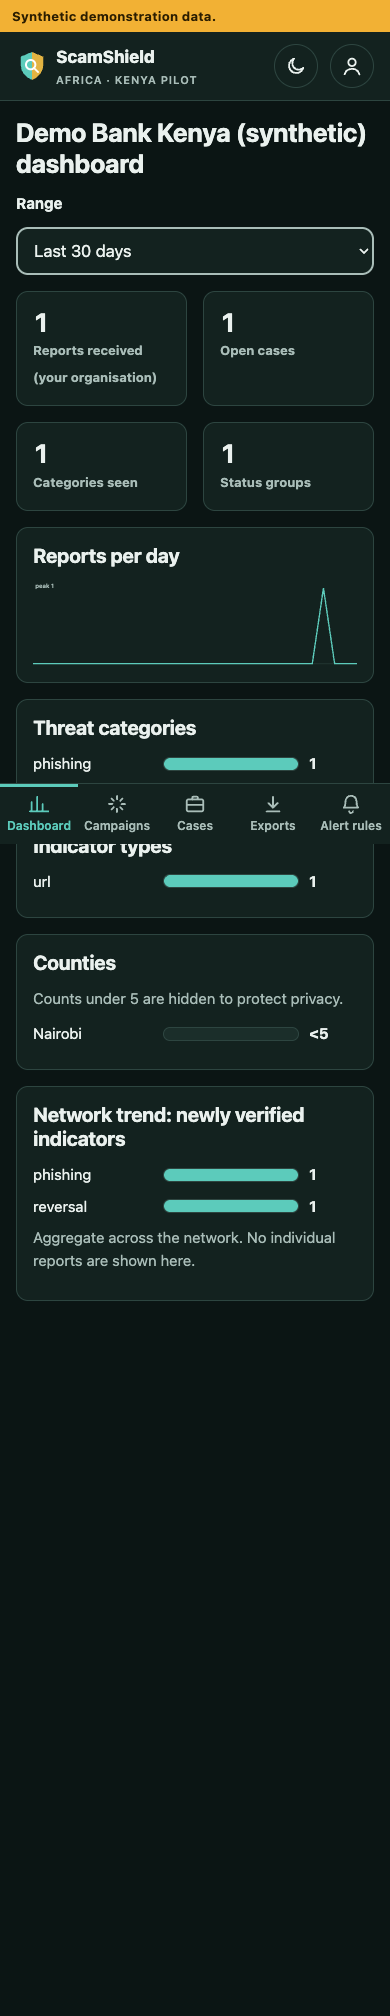 Synthetic demonstration data.
ScamShield
AFRICA · KENYA PILOT
Demo Bank Kenya (synthetic)
dashboard
Range
Last 30 days
1
Reports received
(your organisation)
1
Open cases
1
Categories seen
1
Status groups
Reports per day
peak 1
Threat categories
phishing 1
Dashboard Campaigns Cases Exports Alert rules
Indicator types
url 1
Counties
Counts under 5 are hidden to protect privacy.
Nairobi <5
Network trend: newly verified
indicators
phishing 1
reversal 1
Aggregate across the network. No individual
reports are shown here.